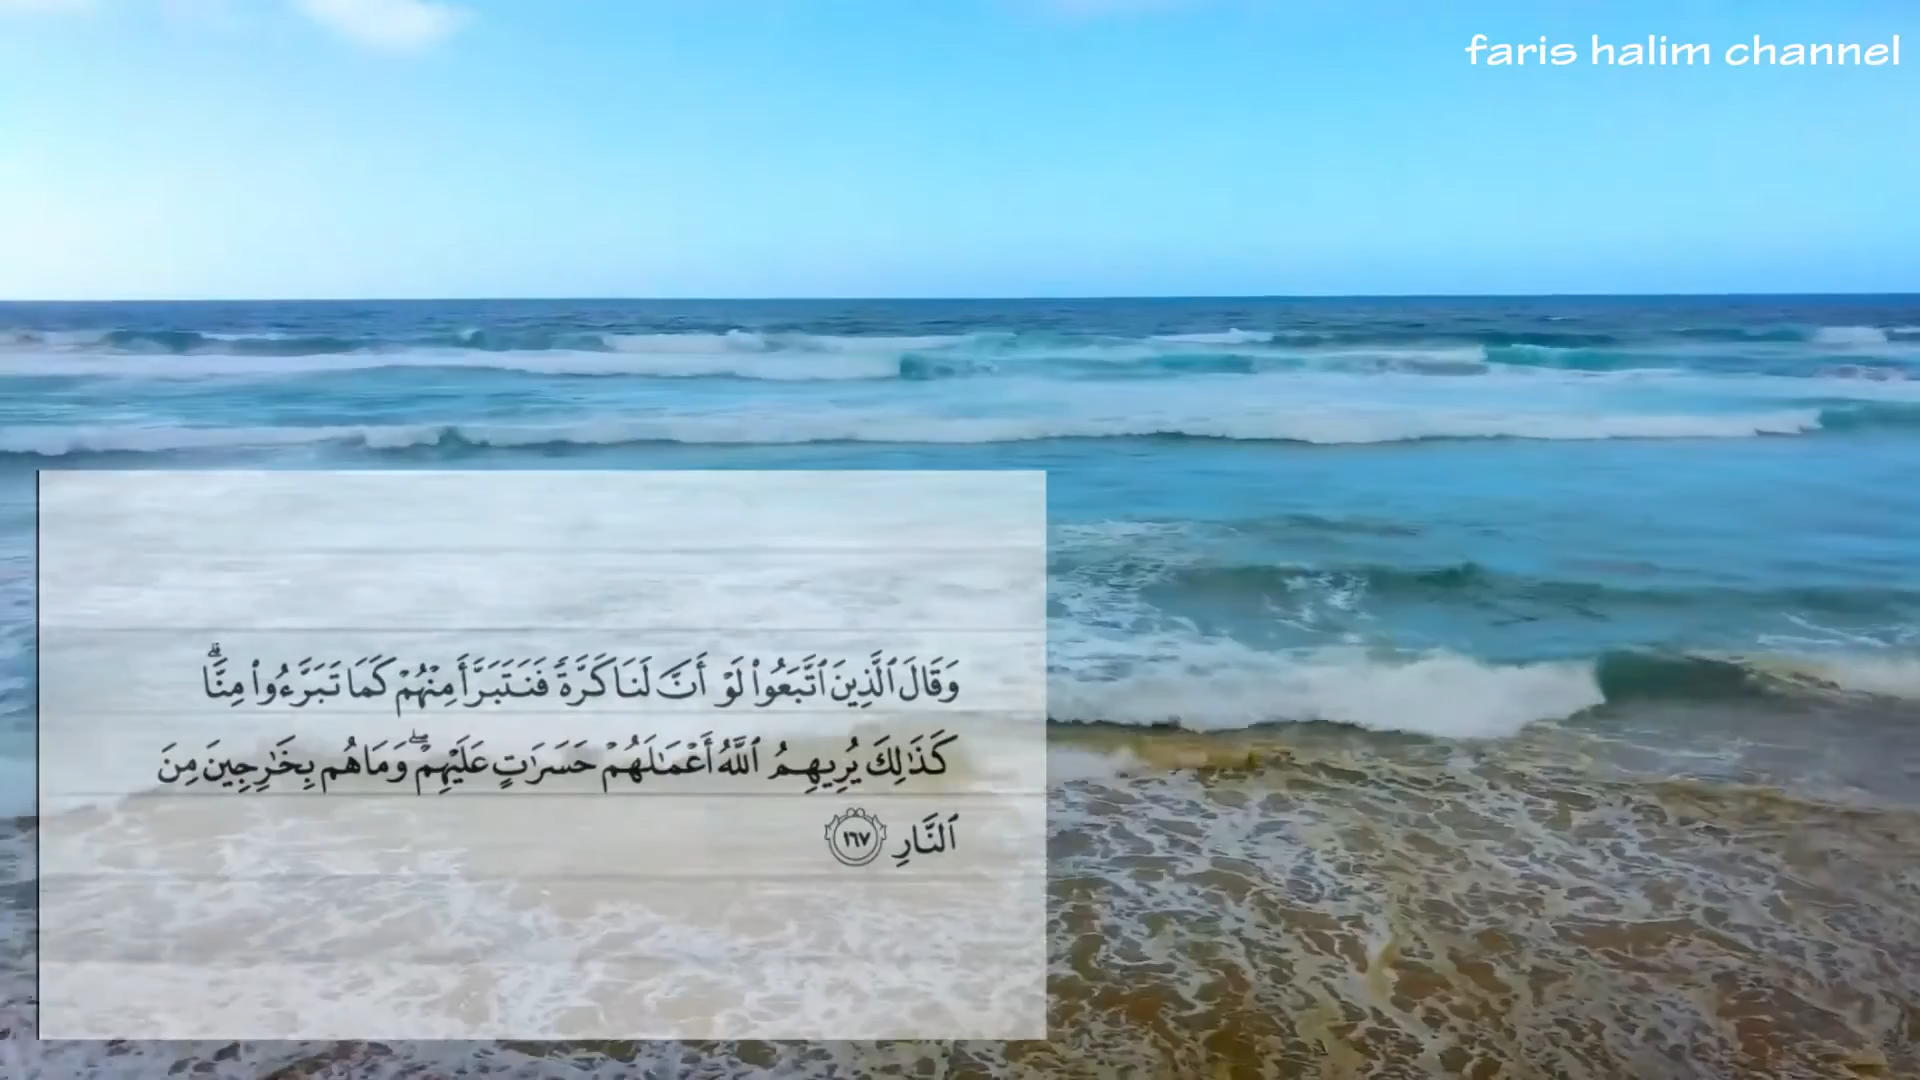 faris halim channel
وَقَالَ ٱلَّذِينَ ٱتَّبَعُوا۟ لَوْ أَنَّ لَنَا كَرَّةً فَنَتَبَرَّأَ مِنْهُمْ كَمَا تَبَرَّءُوا۟ مِنَّا ۗ
كَذَٰلِكَ يُرِيهِمُ ٱللَّهُ أَعْمَـٰلَهُمْ حَسَرَٰتٍ عَلَيْهِمْ ۖ وَمَا هُم بِخَـٰرِجِينَ مِنَ
ٱلنَّارِ ١٦٧